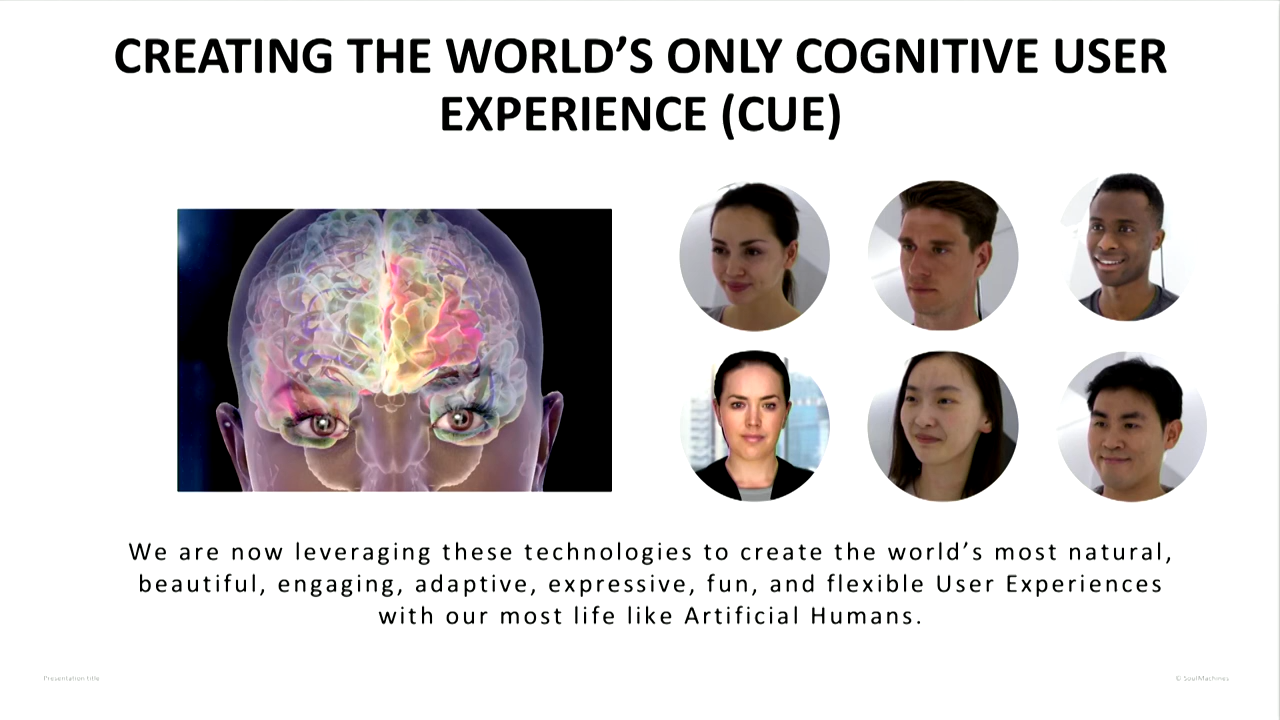 CREATING THE WORLD’S ONLY COGNITIVE USER
EXPERIENCE (CUE)
We are now leveraging these technologies to create the world’s most natural,
beautiful, engaging, adaptive, expressive, fun, and flexible User Experiences
with our most life like Artificial Humans.
Presentation title
© SoulMachines